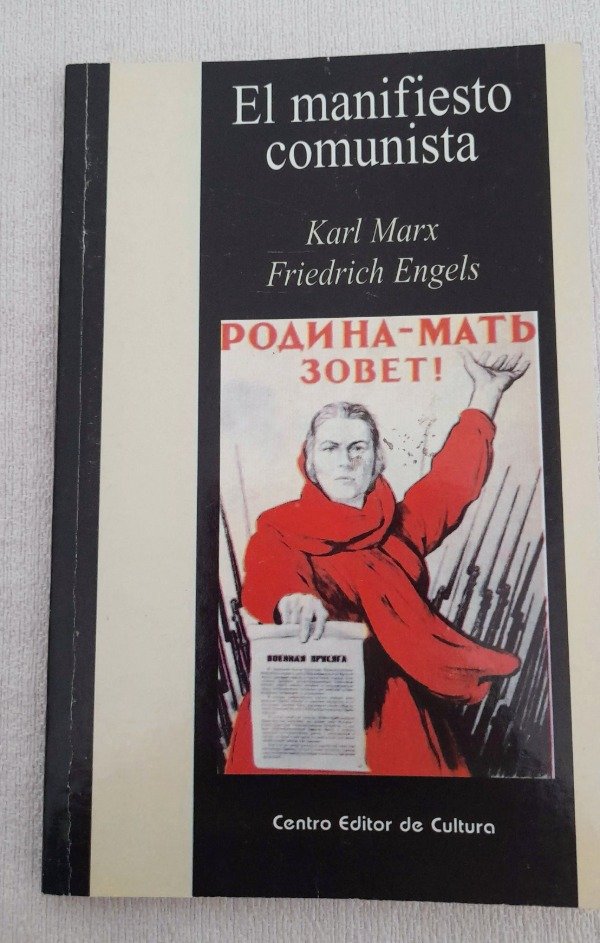 El manifiesto
comunista
Karl Marx
Friedrich Engels
РОДИНА-МАТЬ
ЗОВЕТ!
ВОЕННАЯ ПРИСЯГА
Centro Editor de Cultura